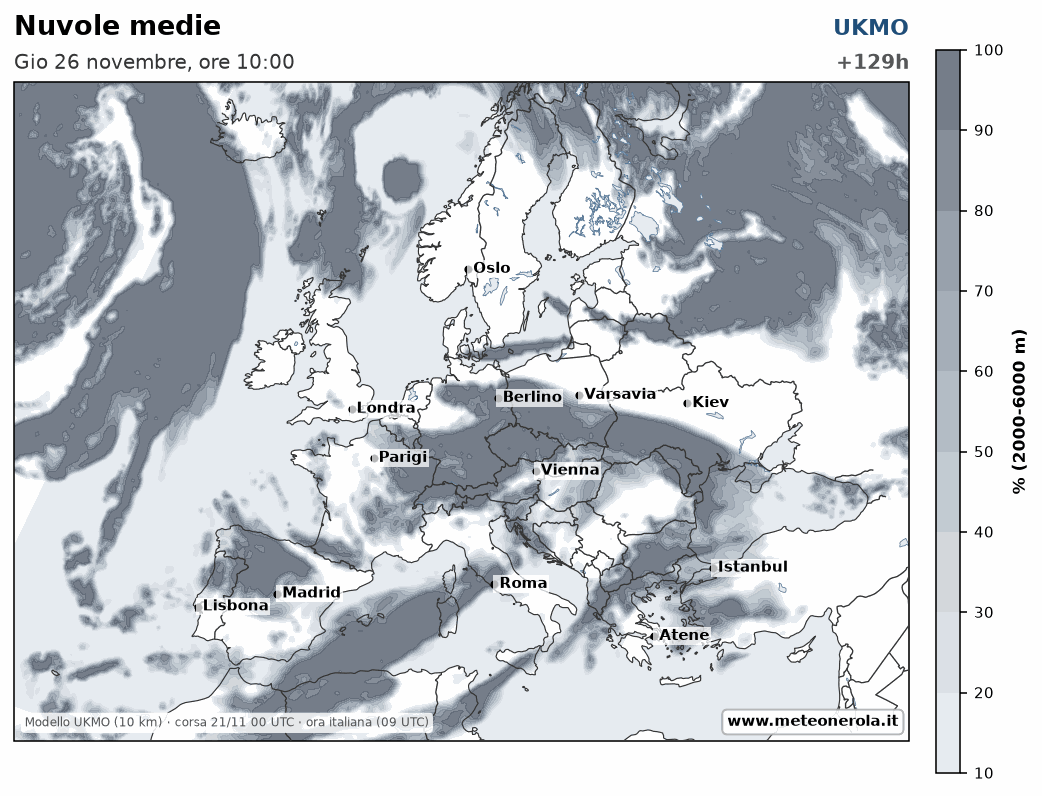 Nuvole medie
UKMO
Gio 26 novembre, ore 10:00
+129h
100
90
80
70
60
50
40
30
20
10
% (2000-6000 m)
Oslo
Londra
Berlino
Varsavia
Kiev
Parigi
Vienna
Istanbul
Roma
Madrid
Lisbona
Atene
Modello UKMO (10 km) · corsa 21/11 00 UTC · ora italiana (09 UTC)
www.meteonerola.it